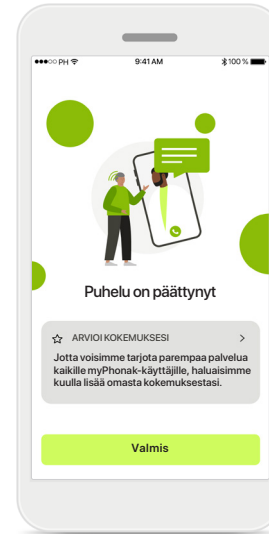 ●●●○○ PH 9:41 AM 100 %
Puhelu on päättynyt
ARVIOI KOKEMUKSESI
Jotta voisimme tarjota parempaa palvelua
kaikille myPhonak-käyttäjille, haluaisimme
kuulla lisää omasta kokemuksestasi.
Valmis